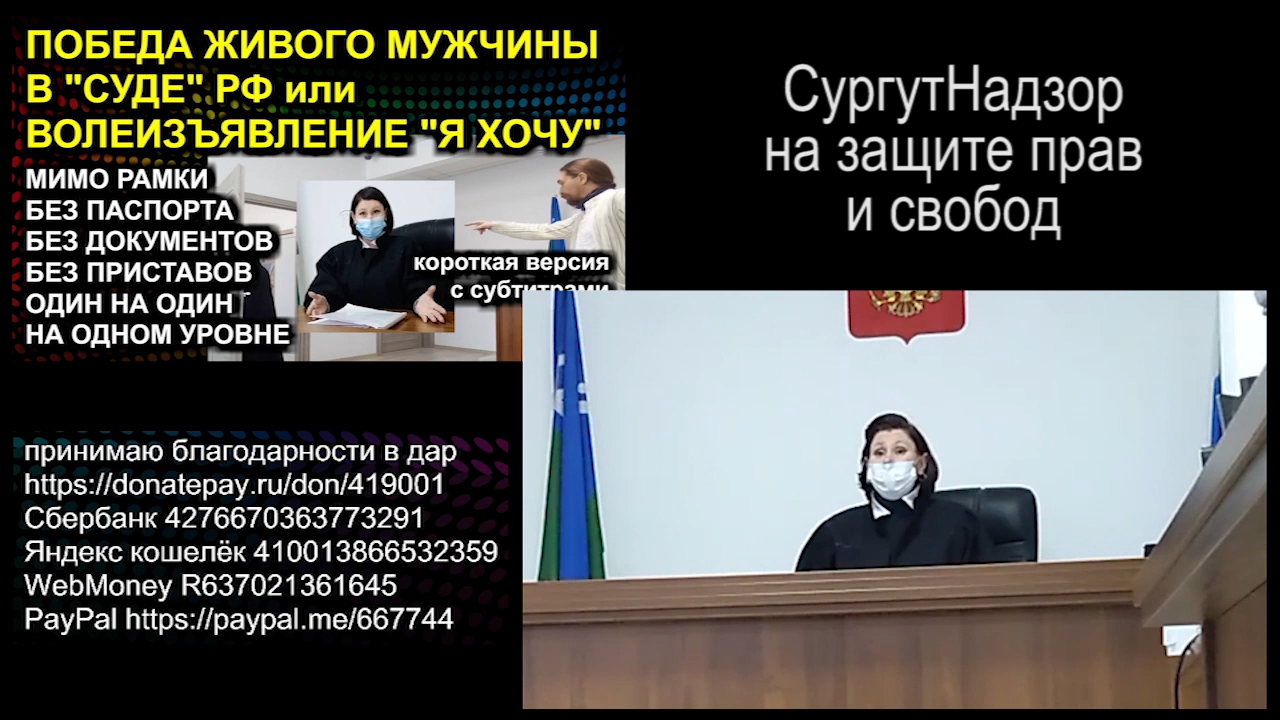 ПОБЕДА ЖИВОГО МУЖЧИНЫ
В "СУДЕ" РФ или
ВОЛЕИЗЪЯВЛЕНИЕ "Я ХОЧУ"
МИМО РАМКИ
БЕЗ ПАСПОРТА
БЕЗ ДОКУМЕНТОВ
БЕЗ ПРИСТАВОВ
ОДИН НА ОДИН
НА ОДНОМ УРОВНЕ
короткая версия
с субтитрами
СургутНадзор
на защите прав
и свобод
принимаю благодарности в дар
https://donatepay.ru/don/419001
Сбербанк 4276670363773291
Яндекс кошелёк 410013866532359
WebMoney R637021361645
PayPal https://paypal.me/667744